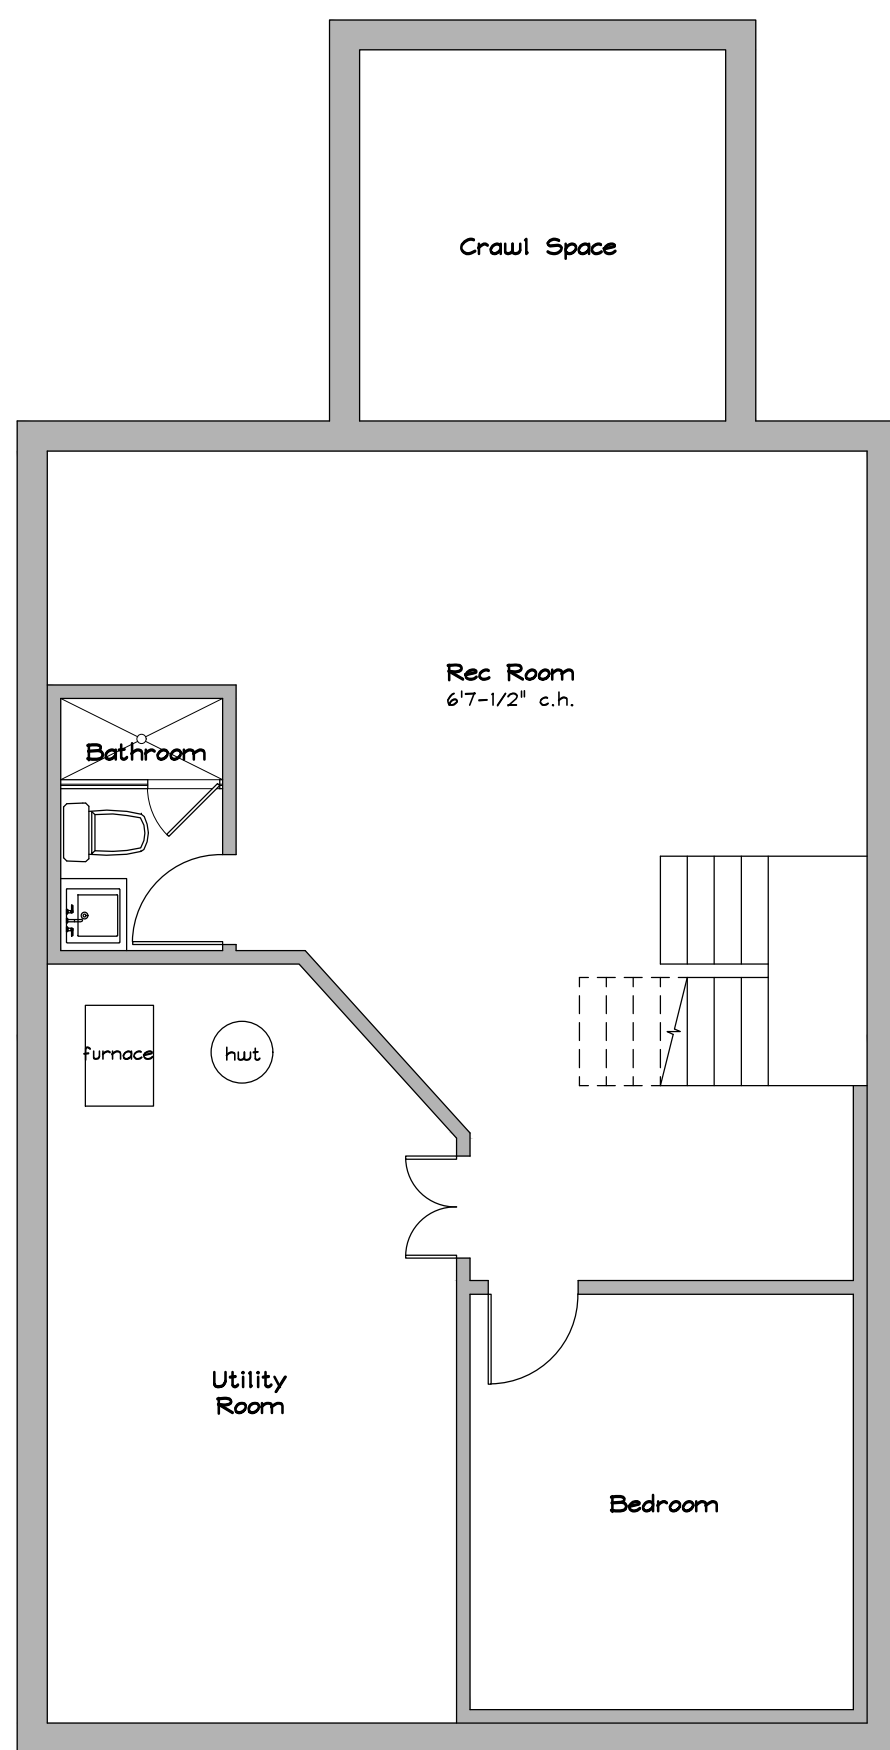 Crawl Space
Rec Room
6'7-1/2" c.h.
Bathroom
furnace
hwt
Utility
Room
Bedroom